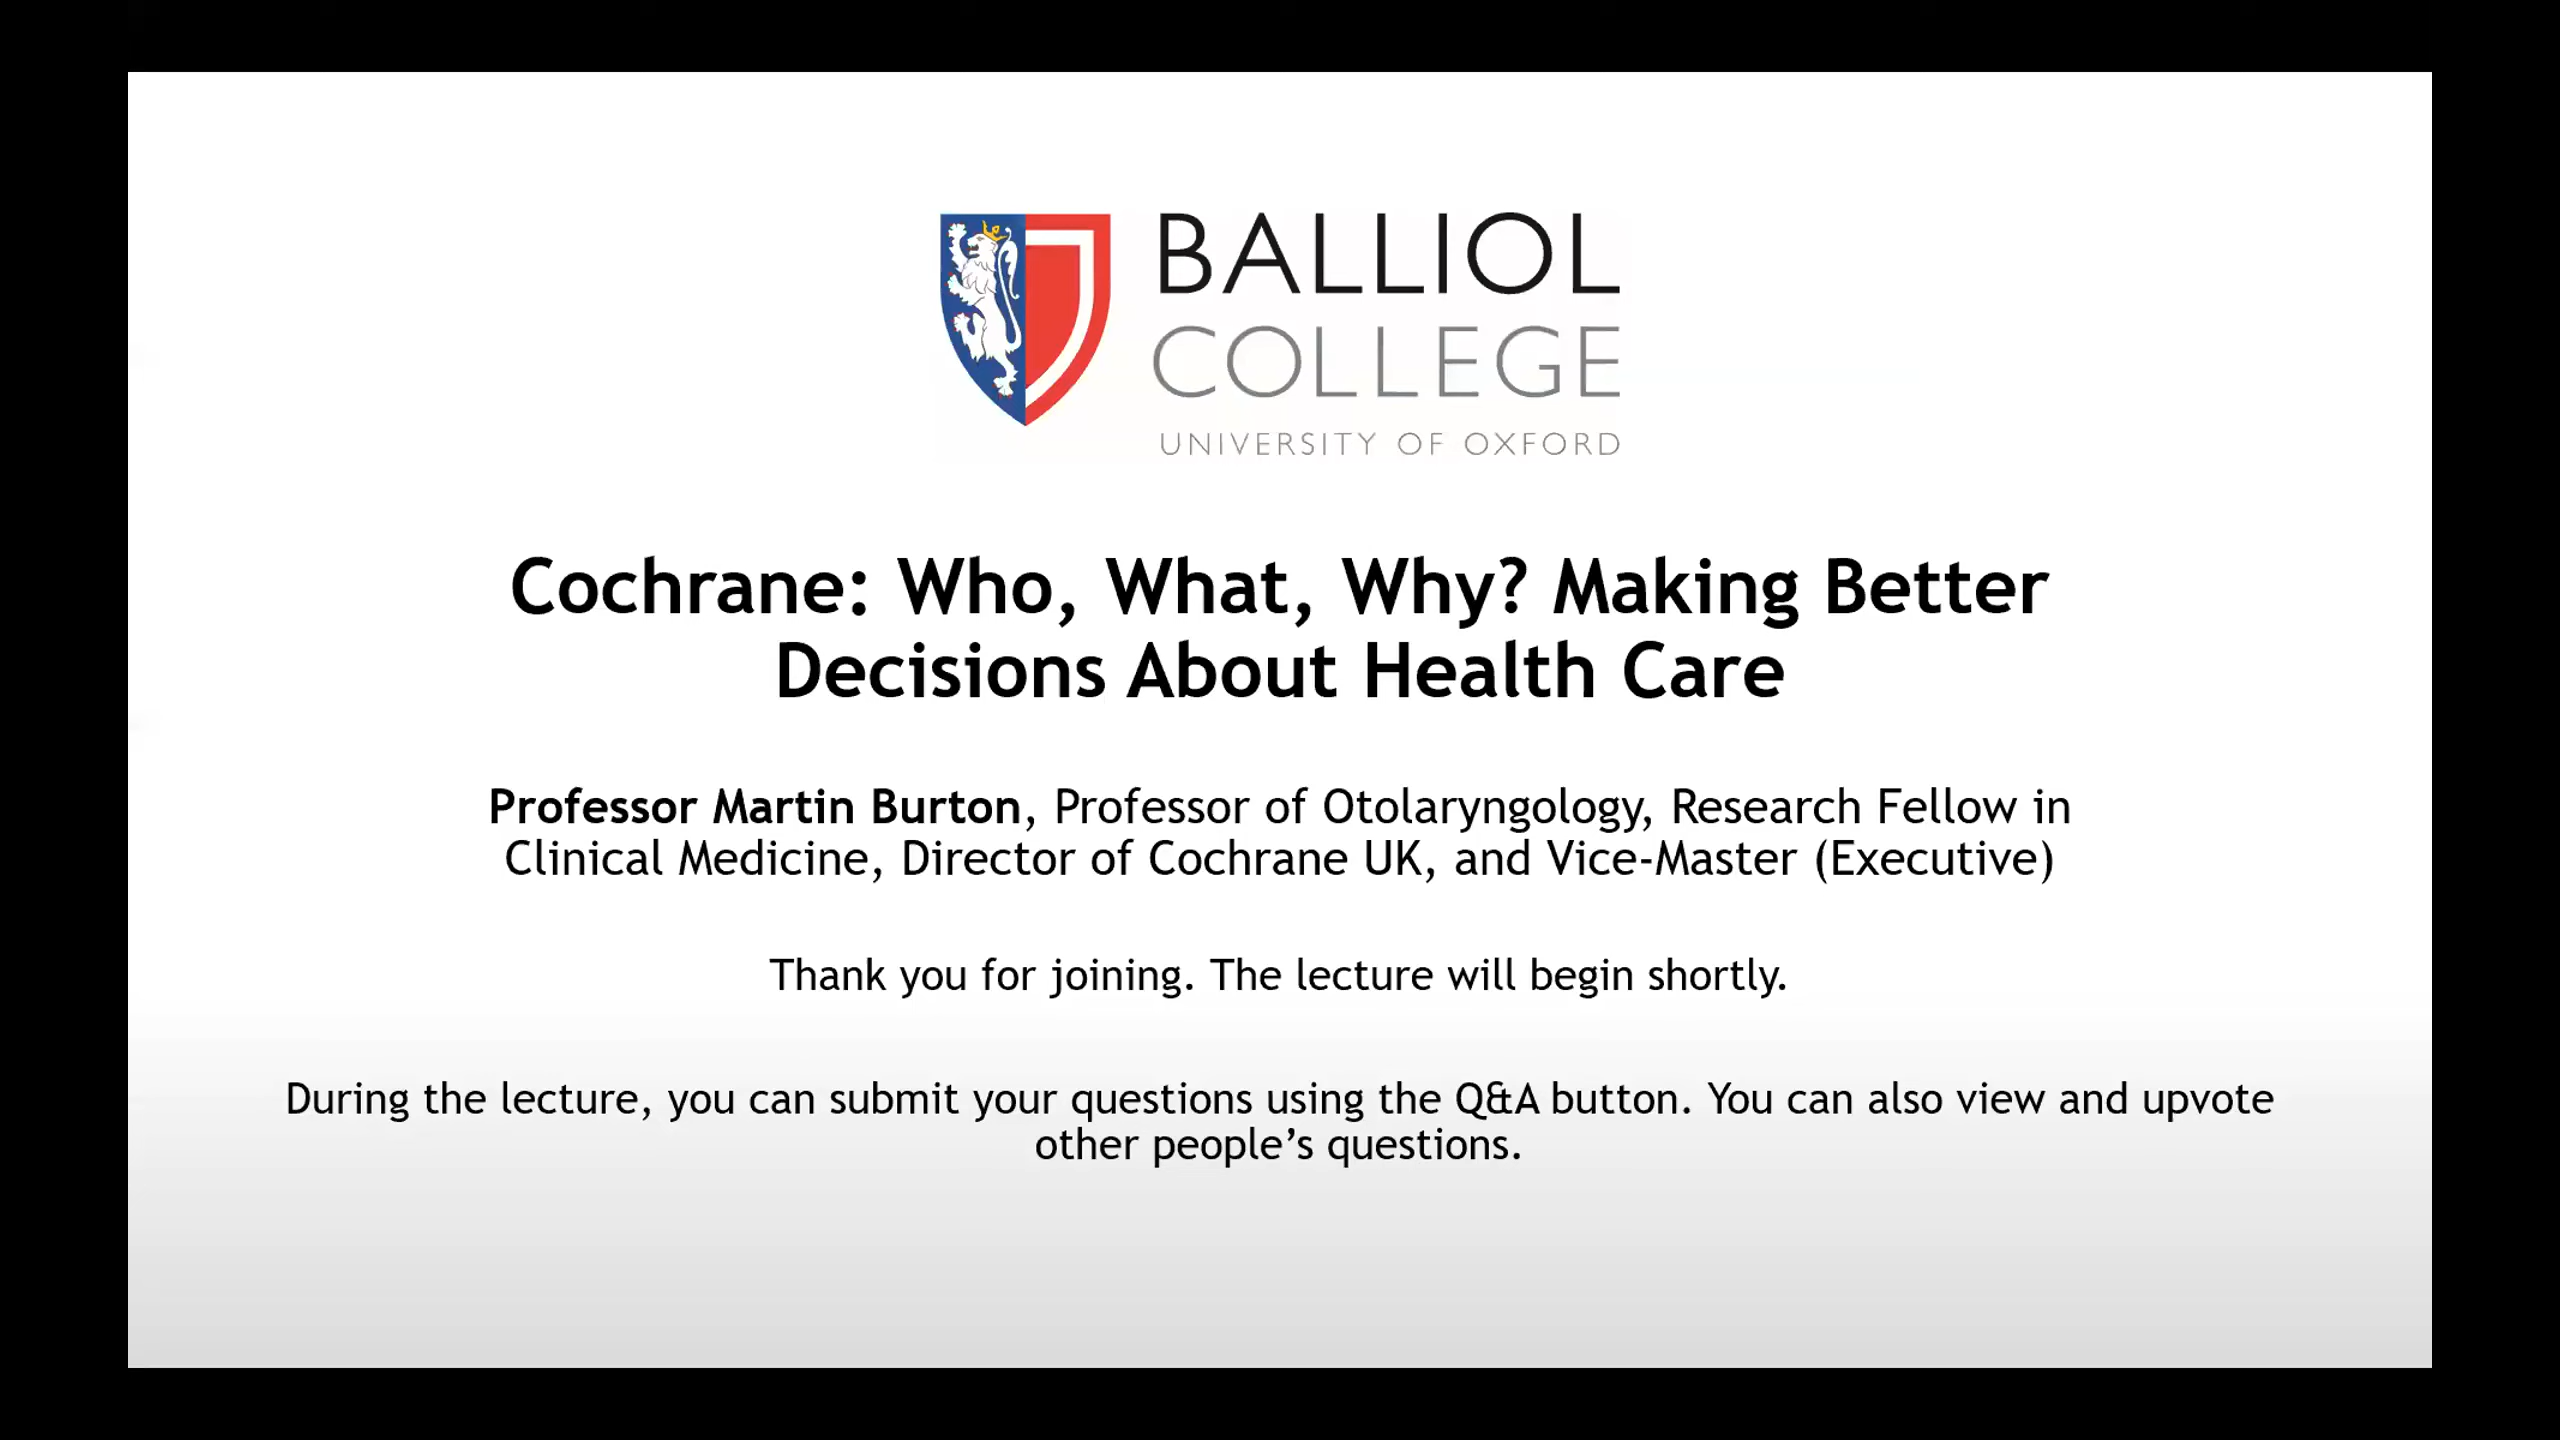 BALLIOL
COLLEGE
UNIVERSITY OF OXFORD
Cochrane: Who, What, Why? Making Better
Decisions About Health Care
Professor Martin Burton, Professor of Otolaryngology, Research Fellow in
Clinical Medicine, Director of Cochrane UK, and Vice-Master (Executive)
Thank you for joining. The lecture will begin shortly.
During the lecture, you can submit your questions using the Q&A button. You can also view and upvote
other people’s questions.